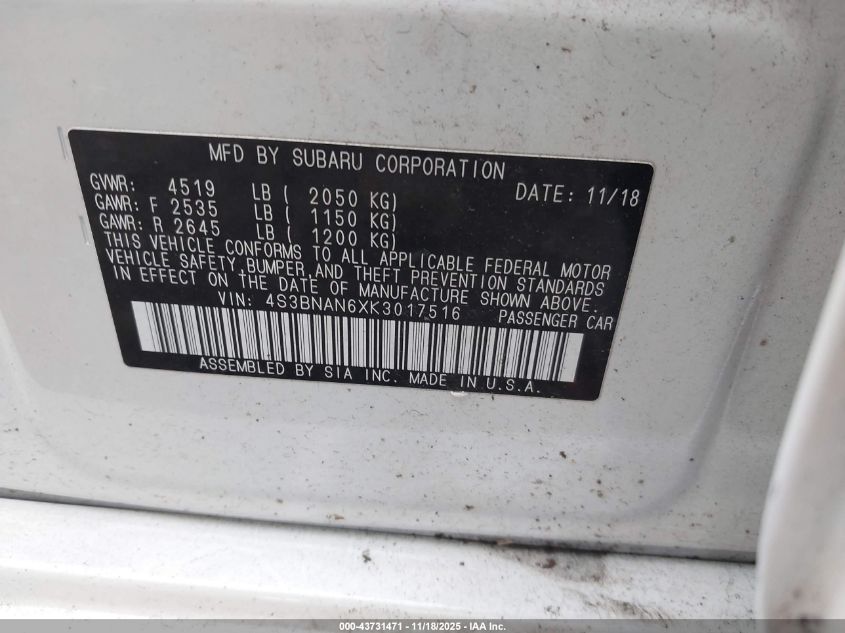 MFD BY SUBARU CORPORATION
GVWR: 4519 LB ( 2050 KG) DATE: 11/18
GAWR: F 2535 LB ( 1150 KG)
GAWR: R 2645 LB ( 1200 KG)
THIS VEHICLE CONFORMS TO ALL APPLICABLE FEDERAL MOTOR
VEHICLE SAFETY, BUMPER, AND THEFT PREVENTION STANDARDS
IN EFFECT ON THE DATE OF MANUFACTURE SHOWN ABOVE.
VIN: 4S3BNAN6XK3017516 PASSENGER CAR
ASSEMBLED BY SIA INC. MADE IN U.S.A.
000-43731471 - 11/18/2025 - IAA Inc.